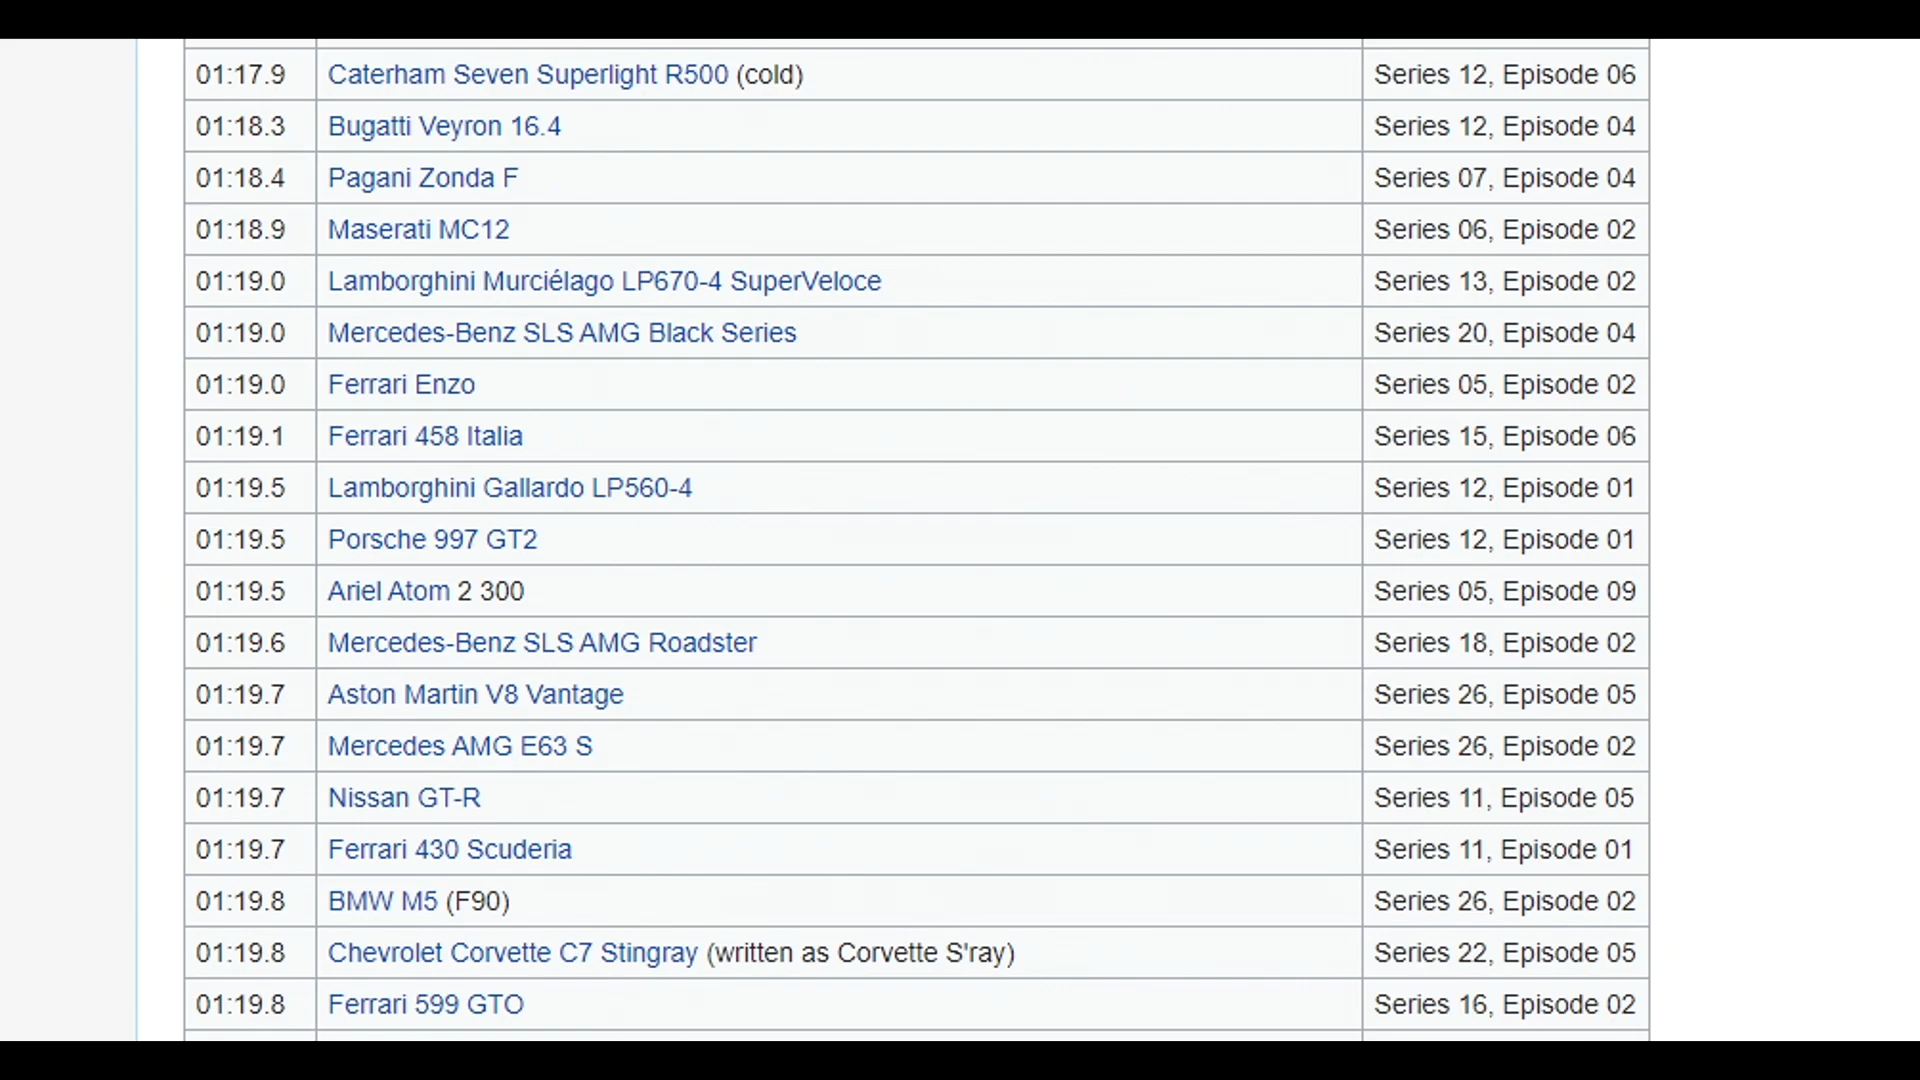 01:17.9 Caterham Seven Superlight R500 (cold) Series 12, Episode 06
01:18.3 Bugatti Veyron 16.4 Series 12, Episode 04
01:18.4 Pagani Zonda F Series 07, Episode 04
01:18.9 Maserati MC12 Series 06, Episode 02
01:19.0 Lamborghini Murciélago LP670-4 SuperVeloce Series 13, Episode 02
01:19.0 Mercedes-Benz SLS AMG Black Series Series 20, Episode 04
01:19.0 Ferrari Enzo Series 05, Episode 02
01:19.1 Ferrari 458 Italia Series 15, Episode 06
01:19.5 Lamborghini Gallardo LP560-4 Series 12, Episode 01
01:19.5 Porsche 997 GT2 Series 12, Episode 01
01:19.5 Ariel Atom 2 300 Series 05, Episode 09
01:19.6 Mercedes-Benz SLS AMG Roadster Series 18, Episode 02
01:19.7 Aston Martin V8 Vantage Series 26, Episode 05
01:19.7 Mercedes AMG E63 S Series 26, Episode 02
01:19.7 Nissan GT-R Series 11, Episode 05
01:19.7 Ferrari 430 Scuderia Series 11, Episode 01
01:19.8 BMW M5 (F90) Series 26, Episode 02
01:19.8 Chevrolet Corvette C7 Stingray (written as Corvette S'ray) Series 22, Episode 05
01:19.8 Ferrari 599 GTO Series 16, Episode 02